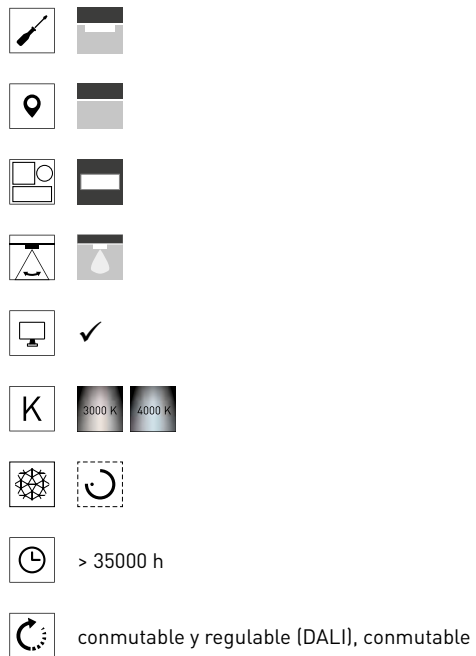 K 3000 K 4000 K
> 35000 h
conmutable y regulable (DALI), conmutable